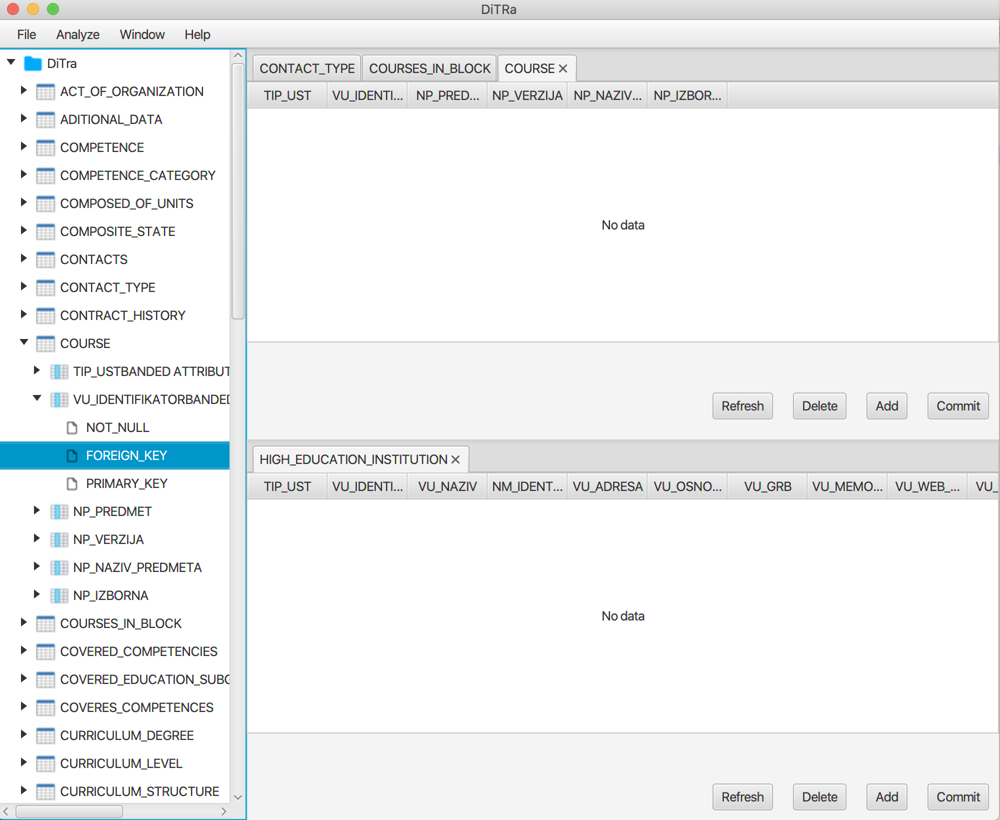 DiTRa
File Analyze Window Help
DiTra
ACT_OF_ORGANIZATION
ADITIONAL_DATA
COMPETENCE
COMPETENCE_CATEGORY
COMPOSED_OF_UNITS
COMPOSITE_STATE
CONTACTS
CONTACT_TYPE
CONTRACT_HISTORY
COURSE
TIP_USTBANDED ATTRIBUT
VU_IDENTIFIKATORBANDED
NOT_NULL
FOREIGN_KEY
PRIMARY_KEY
NP_PREDMET
NP_VERZIJA
NP_NAZIV_PREDMETA
NP_IZBORNA
COURSES_IN_BLOCK
COVERED_COMPETENCIES
COVERED_EDUCATION_SUBG
COVERES_COMPETENCES
CURRICULUM_DEGREE
CURRICULUM_LEVEL
CURRICULUM_STRUCTURE
CONTACT_TYPE COURSES_IN_BLOCK COURSE
TIP_UST VU_IDENTI... NP_PRED... NP_VERZIJA NP_NAZIV... NP_IZBOR...
No data
Refresh Delete Add Commit
HIGH_EDUCATION_INSTITUTION
TIP_UST VU_IDENTI... VU_NAZIV NM_IDENT... VU_ADRESA VU_OSNO... VU_GRB VU_MEMO... VU_WEB_... VU_
No data
Refresh Delete Add Commit